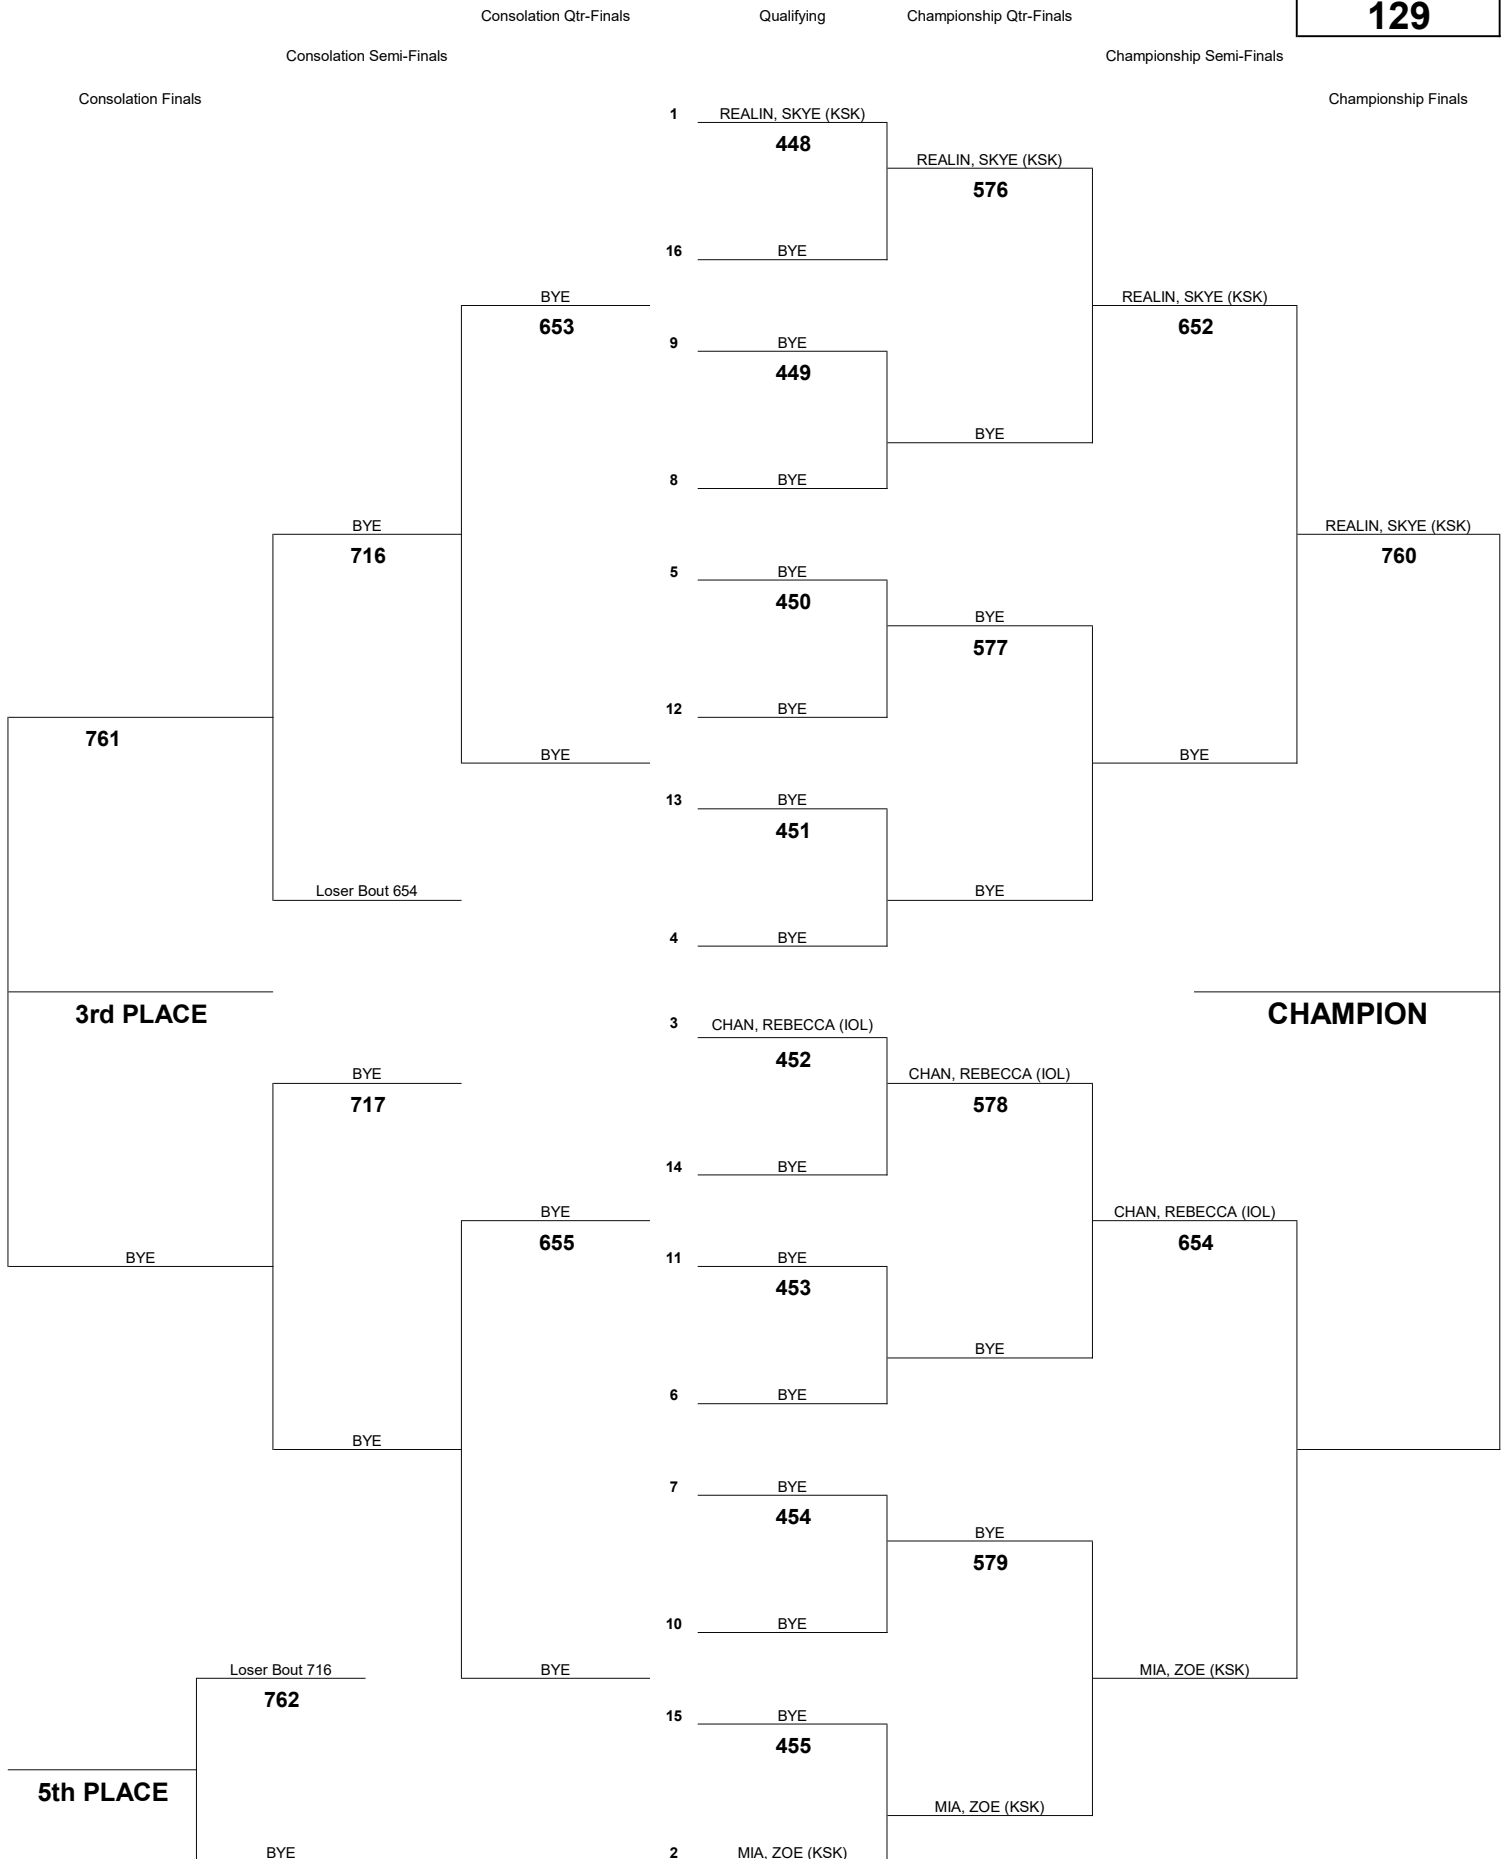 129
Consolation Qtr-Finals Qualifying Championship Qtr-Finals
Consolation Semi-Finals Championship Semi-Finals
Consolation Finals Championship Finals
1 REALIN, SKYE (KSK)
448
REALIN, SKYE (KSK)
576
16 BYE
BYE REALIN, SKYE (KSK)
653 652
9 BYE
449
BYE
8 BYE
BYE REALIN, SKYE (KSK)
716 760
5 BYE
450
BYE
577
12 BYE
761
BYE BYE
13 BYE
451
Loser Bout 654 BYE
4 BYE
3rd PLACE CHAMPION
3 CHAN, REBECCA (IOL)
452
BYE CHAN, REBECCA (IOL)
717 578
14 BYE
BYE CHAN, REBECCA (IOL)
655 654
BYE 11 BYE
453
BYE
6 BYE
BYE
7 BYE
454
BYE
579
10 BYE
Loser Bout 716 BYE MIA, ZOE (KSK)
762
15 BYE
455
5th PLACE
MIA, ZOE (KSK)
BYE 2 MIA, ZOE (KSK)